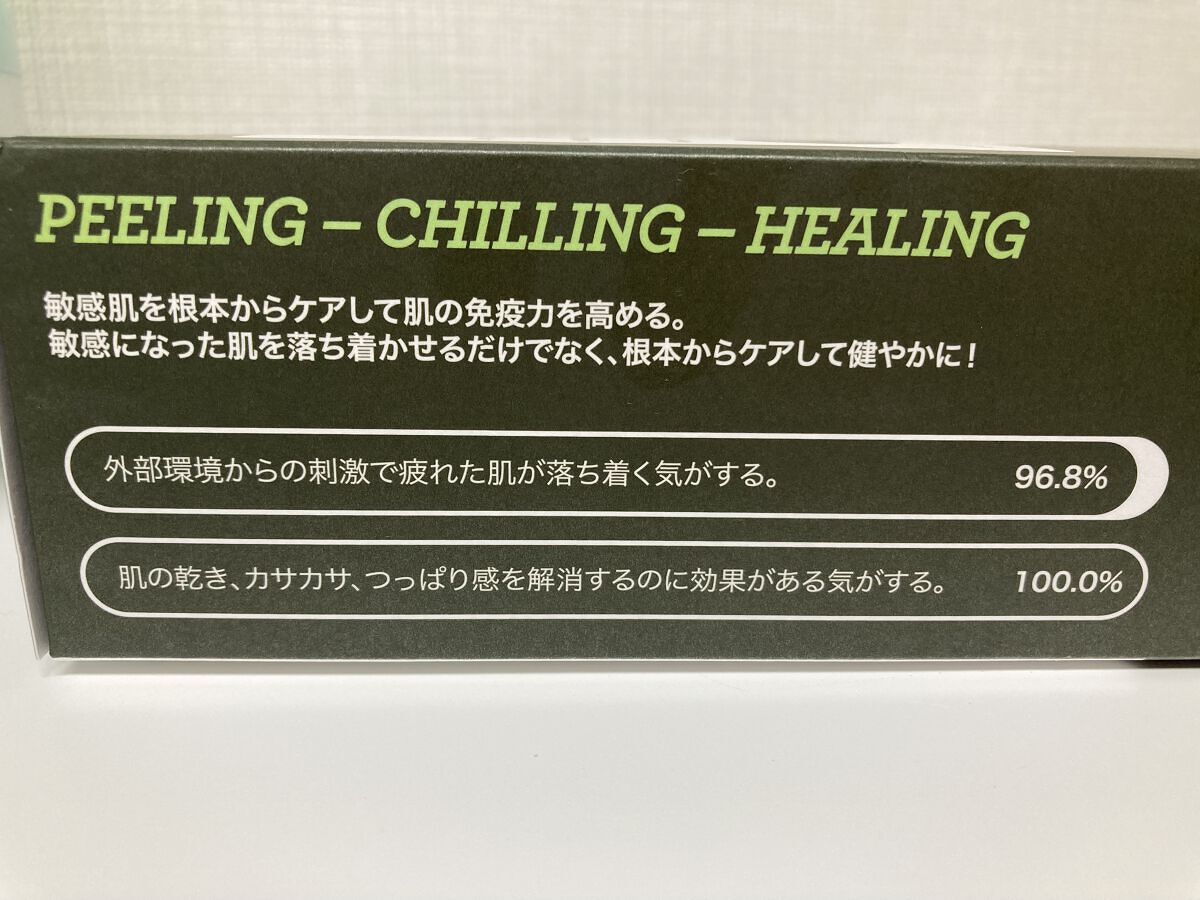 PEELING – CHILLING – HEALING
敏感肌を根本からケアして肌の免疫力を高める。
敏感になった肌を落ち着かせるだけでなく、根本からケアして健やかに!
外部環境からの刺激で疲れた肌が落ち着く気がする。 96.8%
肌の乾き、カサカサ、つっぱり感を解消するのに効果がある気がする。 100.0%